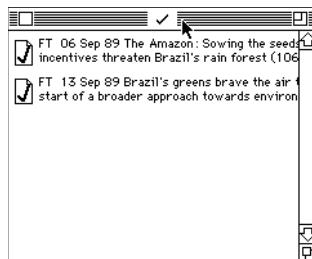 FT 06 Sep 89 The Amazon: Sowing the seeds
incentives threaten Brazil's rain forest (106
FT 13 Sep 89 Brazil's greens brave the air
start of a broader approach towards environ